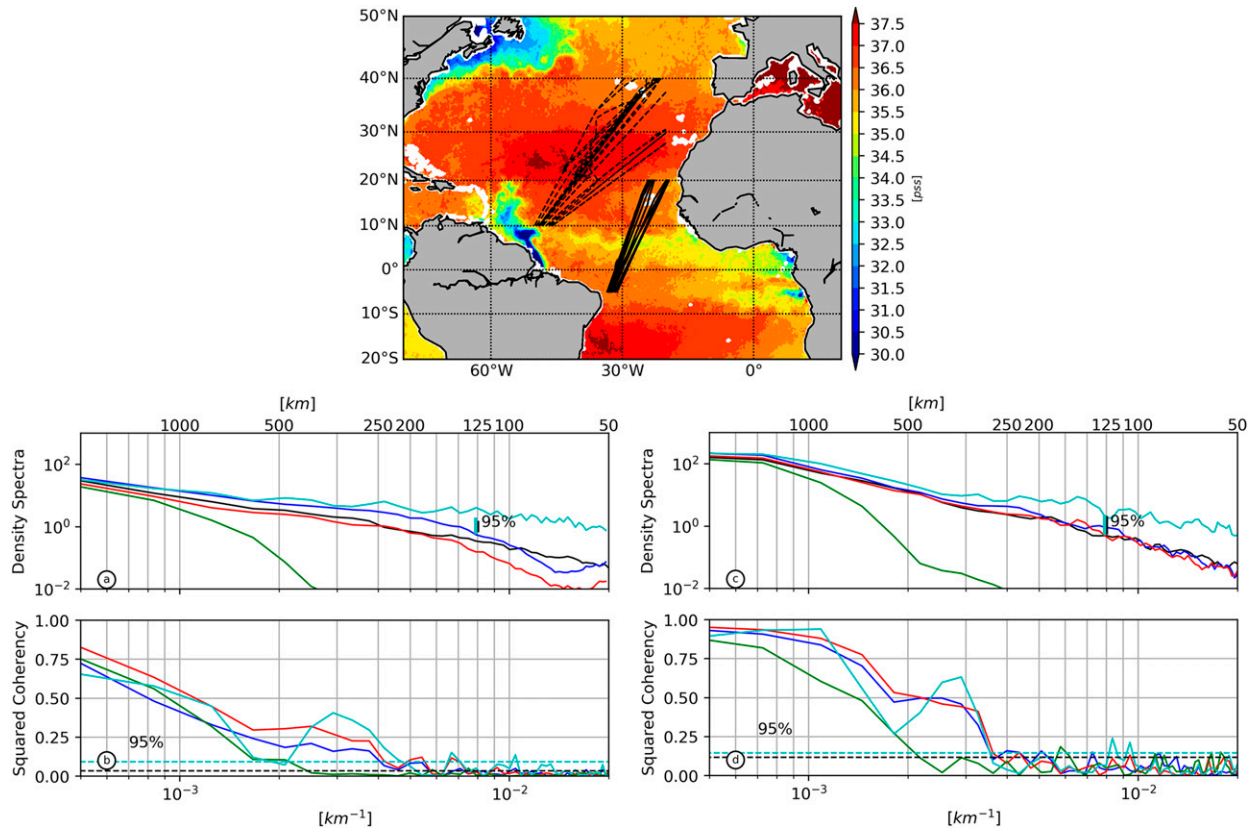 50°N
40°N
30°N
20°N
10°N
0°
10°S
20°S
60°W 30°W 0°
37.5
37.0
36.5
36.0
35.5
35.0
34.5
34.0
33.5
33.0
32.5
32.0
31.5
31.0
30.5
30.0
[pss]
[km]
1000 500 250 200 125 100 50
Density Spectra
10²
10⁰
10⁻²
95%
a
Squared Coherency
1.00
0.75
0.50
0.25
0.00
95%
b
10⁻³ 10⁻²
[km⁻¹]
[km]
1000 500 250 200 125 100 50
Density Spectra
10²
10⁰
10⁻²
95%
c
Squared Coherency
1.00
0.75
0.50
0.25
0.00
95%
d
10⁻³ 10⁻²
[km⁻¹]